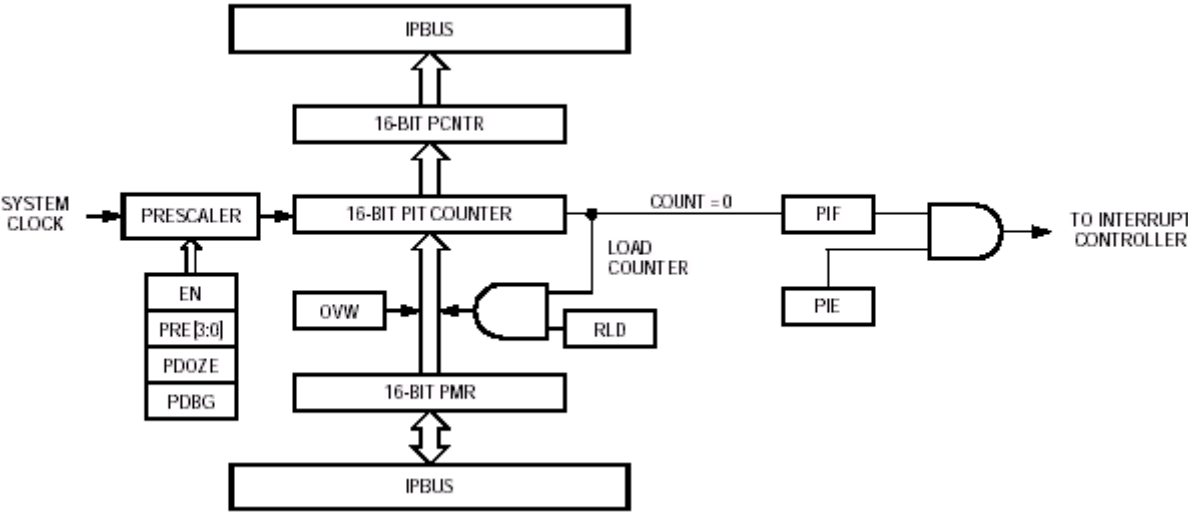 IPBUS
16-BIT PCNTR
SYSTEM
CLOCK
PRESCALER
16-BIT PIT COUNTER
COUNT = 0
PIF
TO INTERRUPT
CONTROLLER
LOAD
COUNTER
EN
PRE[3:0]
PDOZE
PDBG
OVW
RLD
PIE
16-BIT PMR
IPBUS